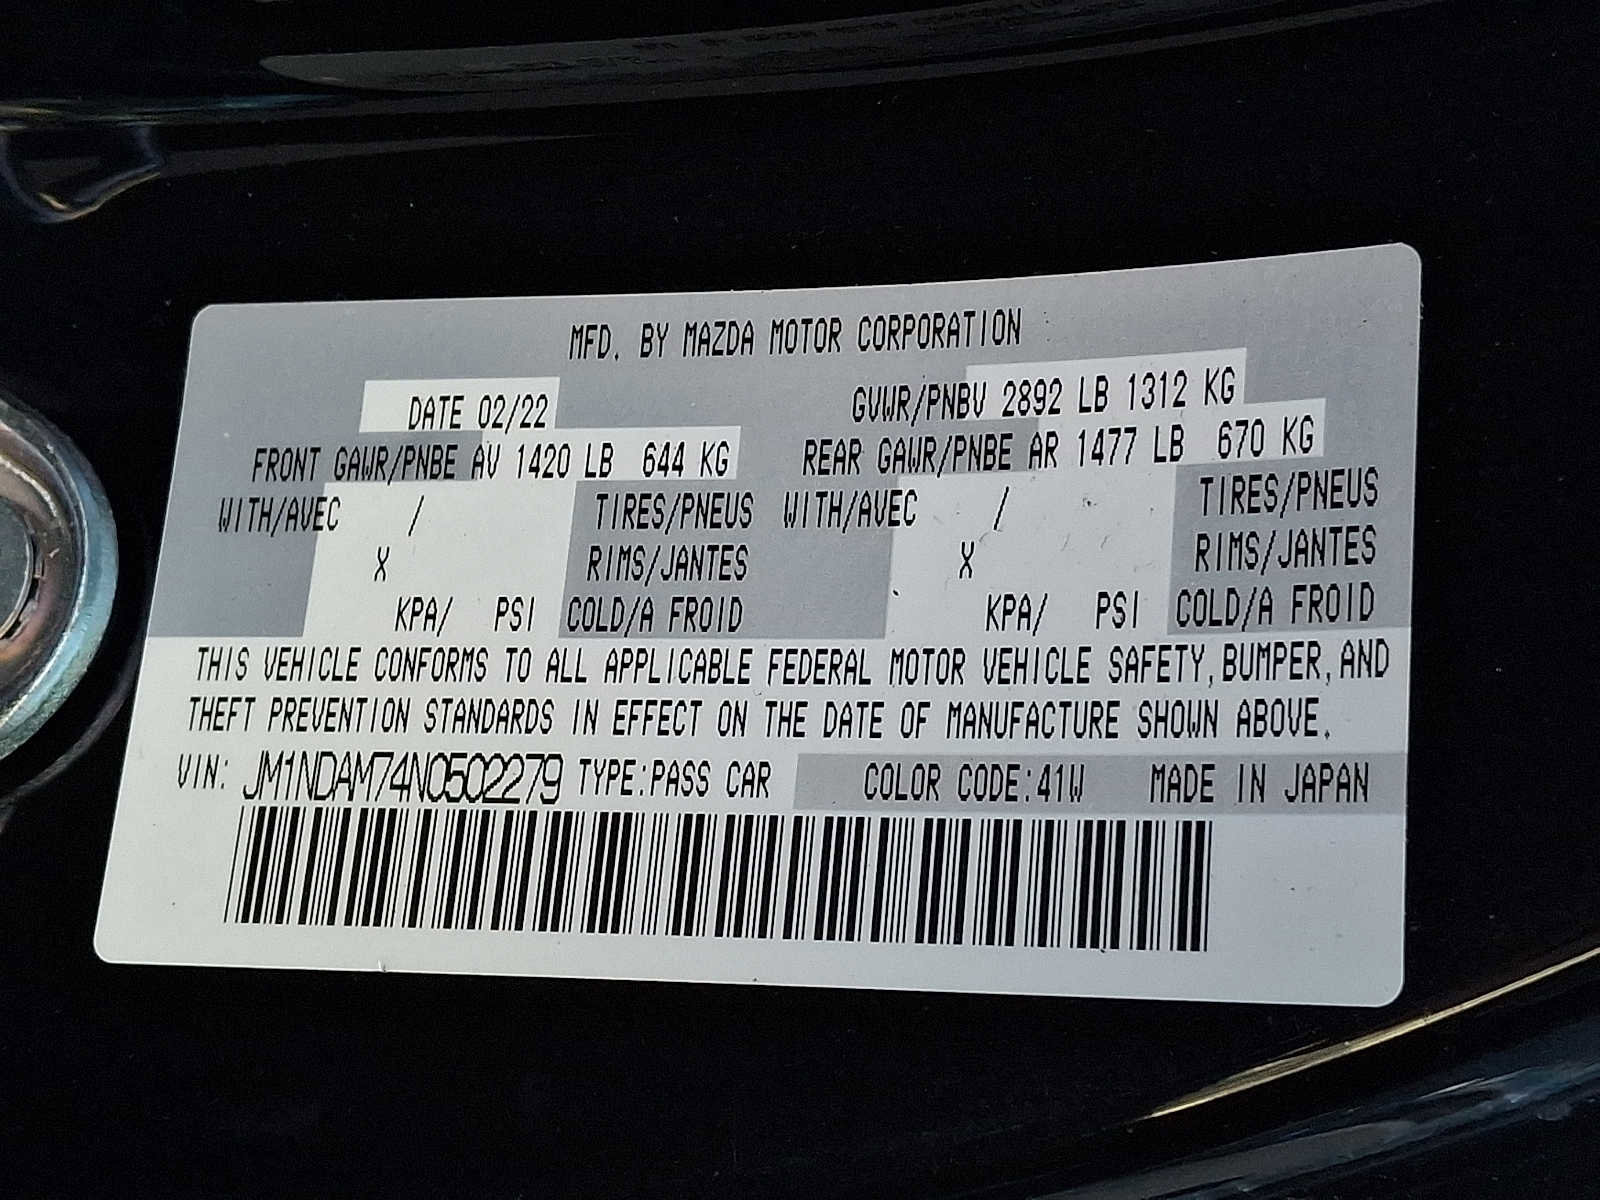 MFD. BY MAZDA MOTOR CORPORATION
DATE 02/22 GVWR/PNBV 2892 LB 1312 KG
FRONT GAWR/PNBE AV 1420 LB 644 KG REAR GAWR/PNBE AR 1477 LB 670 KG
WITH/AVEC / TIRES/PNEUS WITH/AVEC / TIRES/PNEUS
X RIMS/JANTES X RIMS/JANTES
KPA/ PSI COLD/A FROID KPA/ PSI COLD/A FROID
THIS VEHICLE CONFORMS TO ALL APPLICABLE FEDERAL MOTOR VEHICLE SAFETY, BUMPER, AND
THEFT PREVENTION STANDARDS IN EFFECT ON THE DATE OF MANUFACTURE SHOWN ABOVE.
VIN: JM1NDAM74N0502279 TYPE:PASS CAR COLOR CODE:41W MADE IN JAPAN